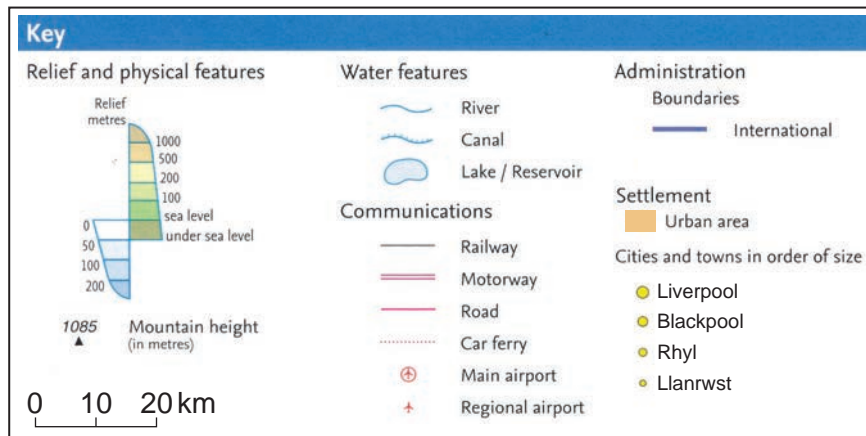 Key
Relief and physical features
Relief
metres
1000
500
200
100
sea level
under sea level
0
50
100
200
1085 Mountain height
(in metres)
0 10 20 km
Water features
River
Canal
Lake / Reservoir
Communications
Railway
Motorway
Road
Car ferry
Main airport
Regional airport
Administration
Boundaries
International
Settlement
Urban area
Cities and towns in order of size
Liverpool
Blackpool
Rhyl
Llanrwst